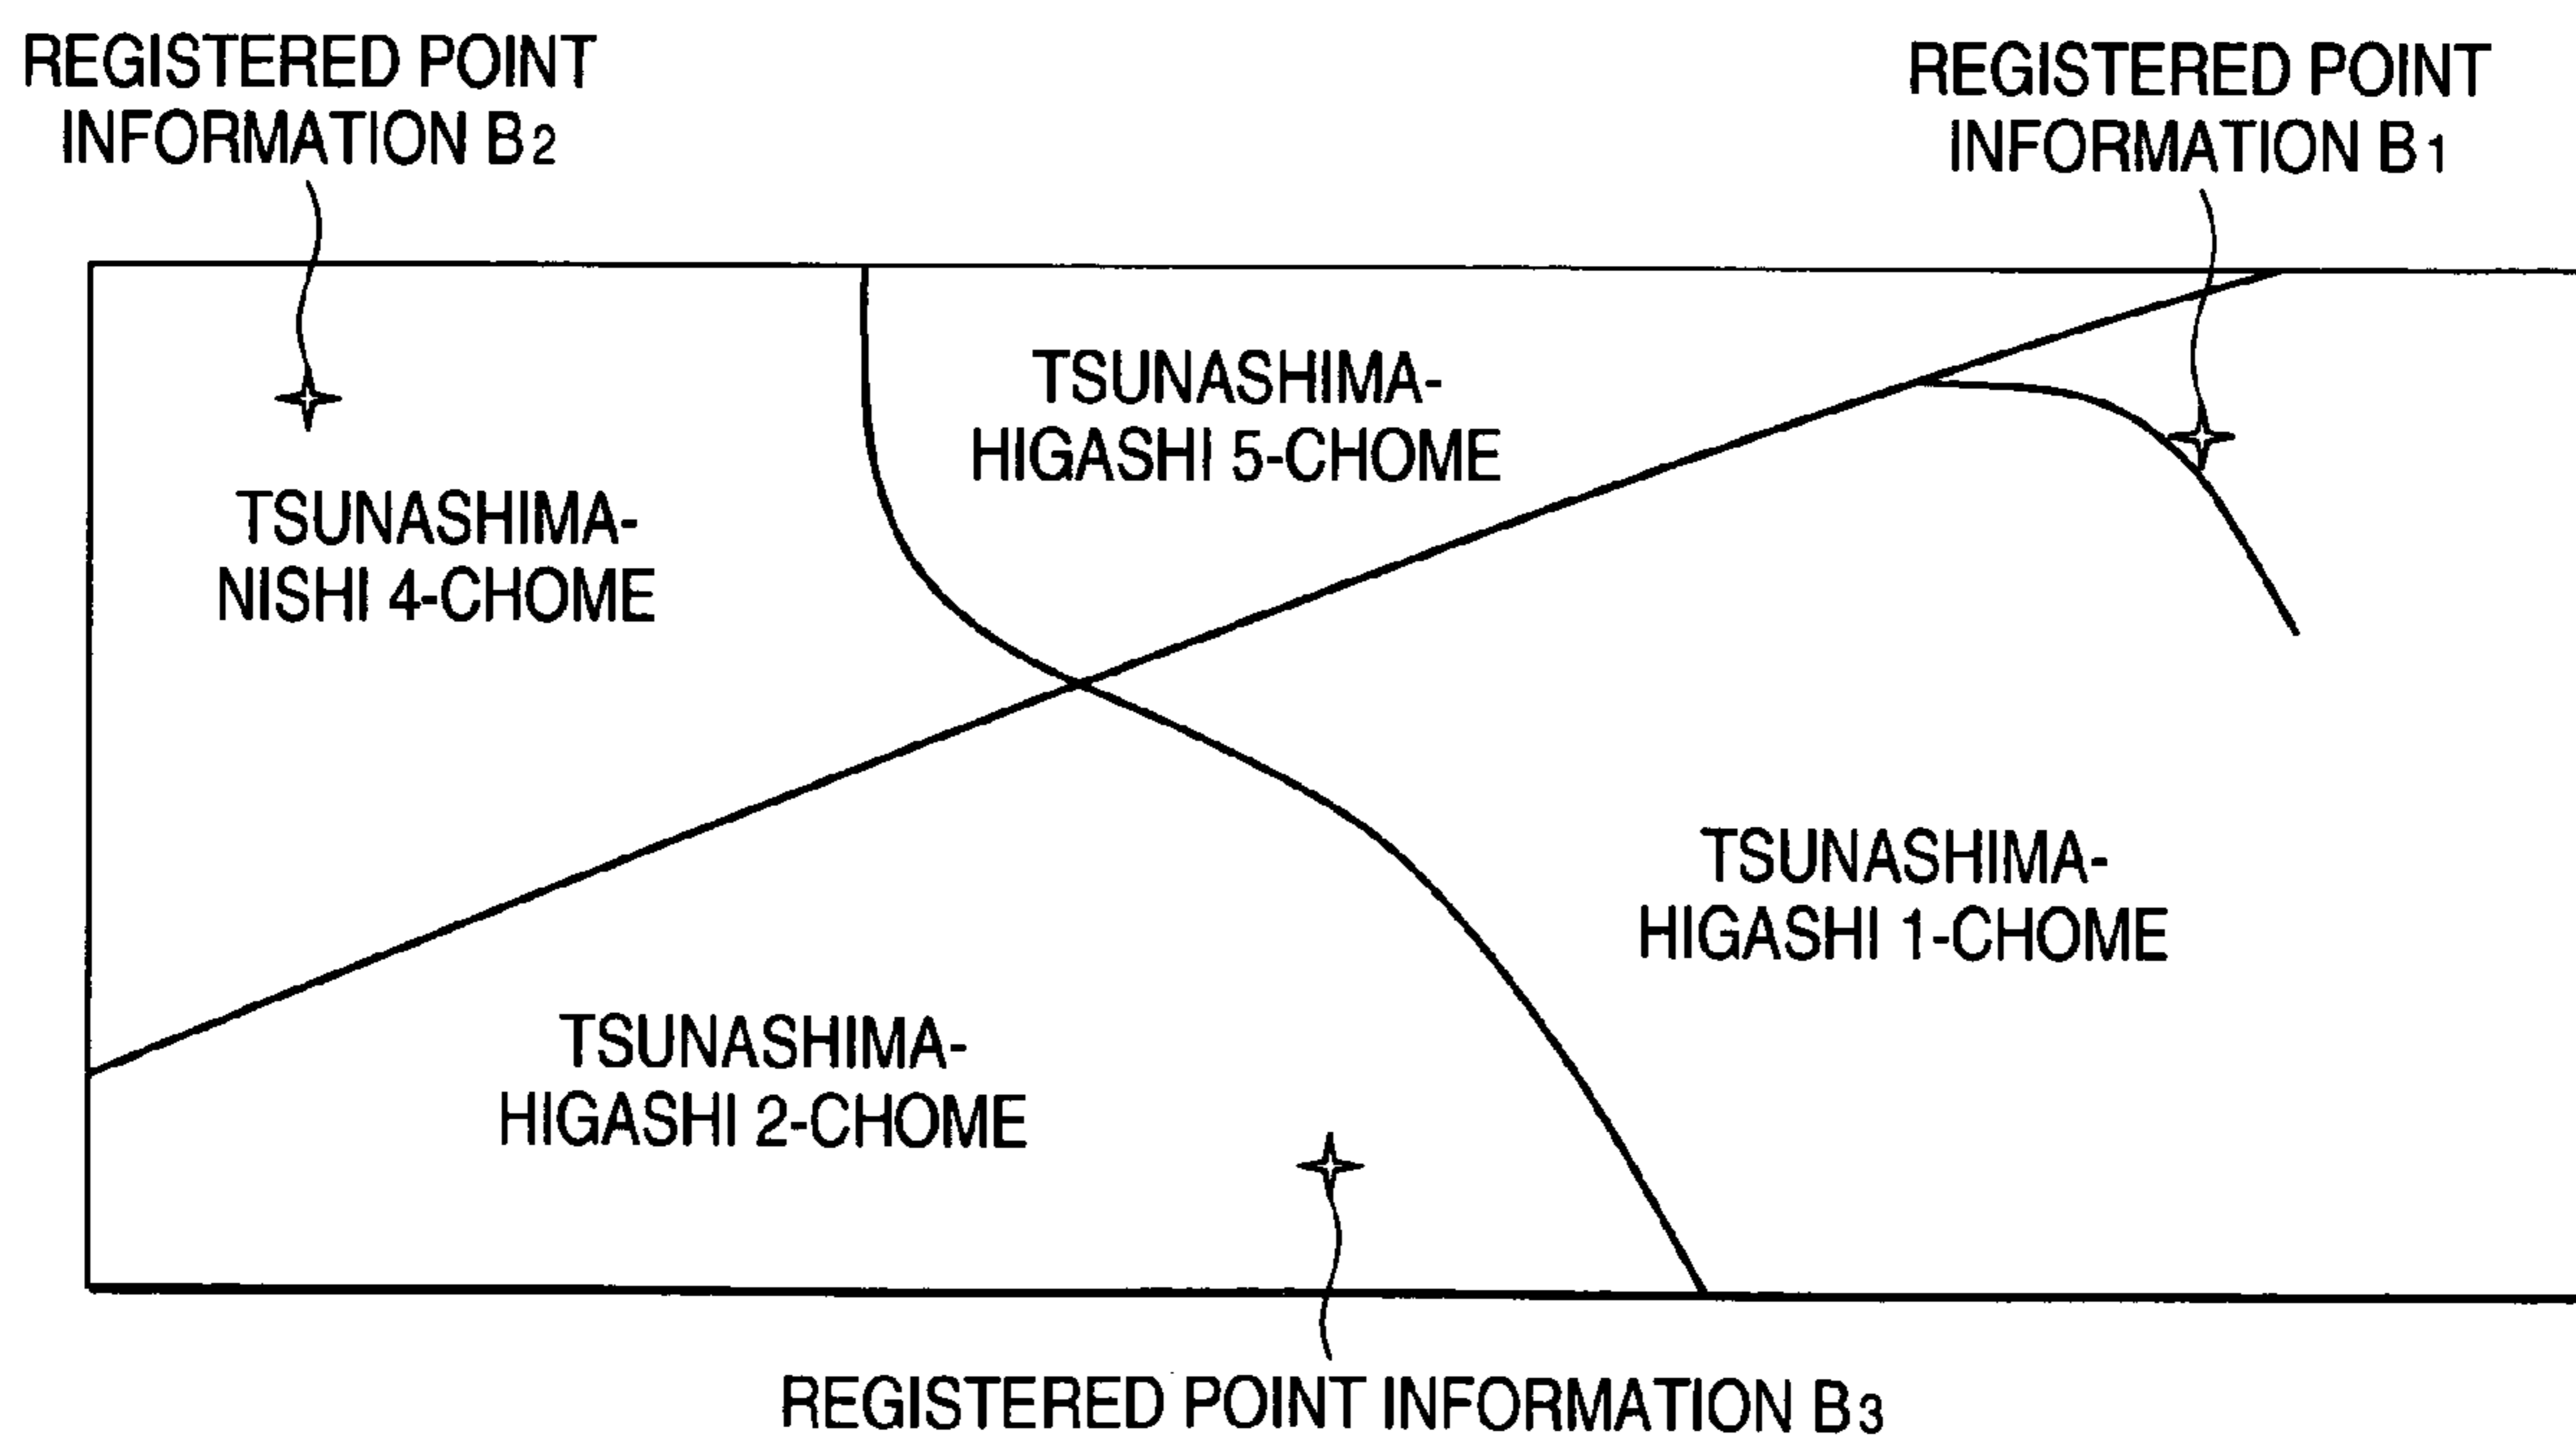 REGISTERED POINT
INFORMATION B2
REGISTERED POINT
INFORMATION B1
TSUNASHIMA-
HIGASHI 5-CHOME
TSUNASHIMA-
NISHI 4-CHOME
TSUNASHIMA-
HIGASHI 1-CHOME
TSUNASHIMA-
HIGASHI 2-CHOME
REGISTERED POINT INFORMATION B3